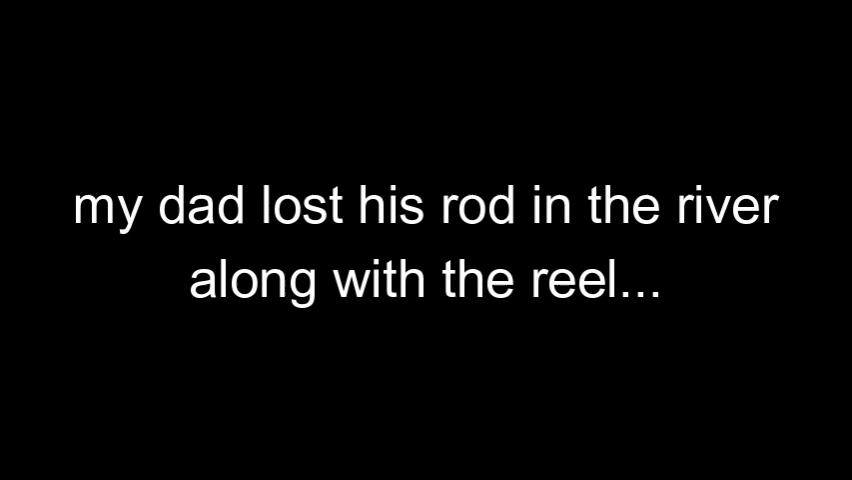 my dad lost his rod in the river
along with the reel...